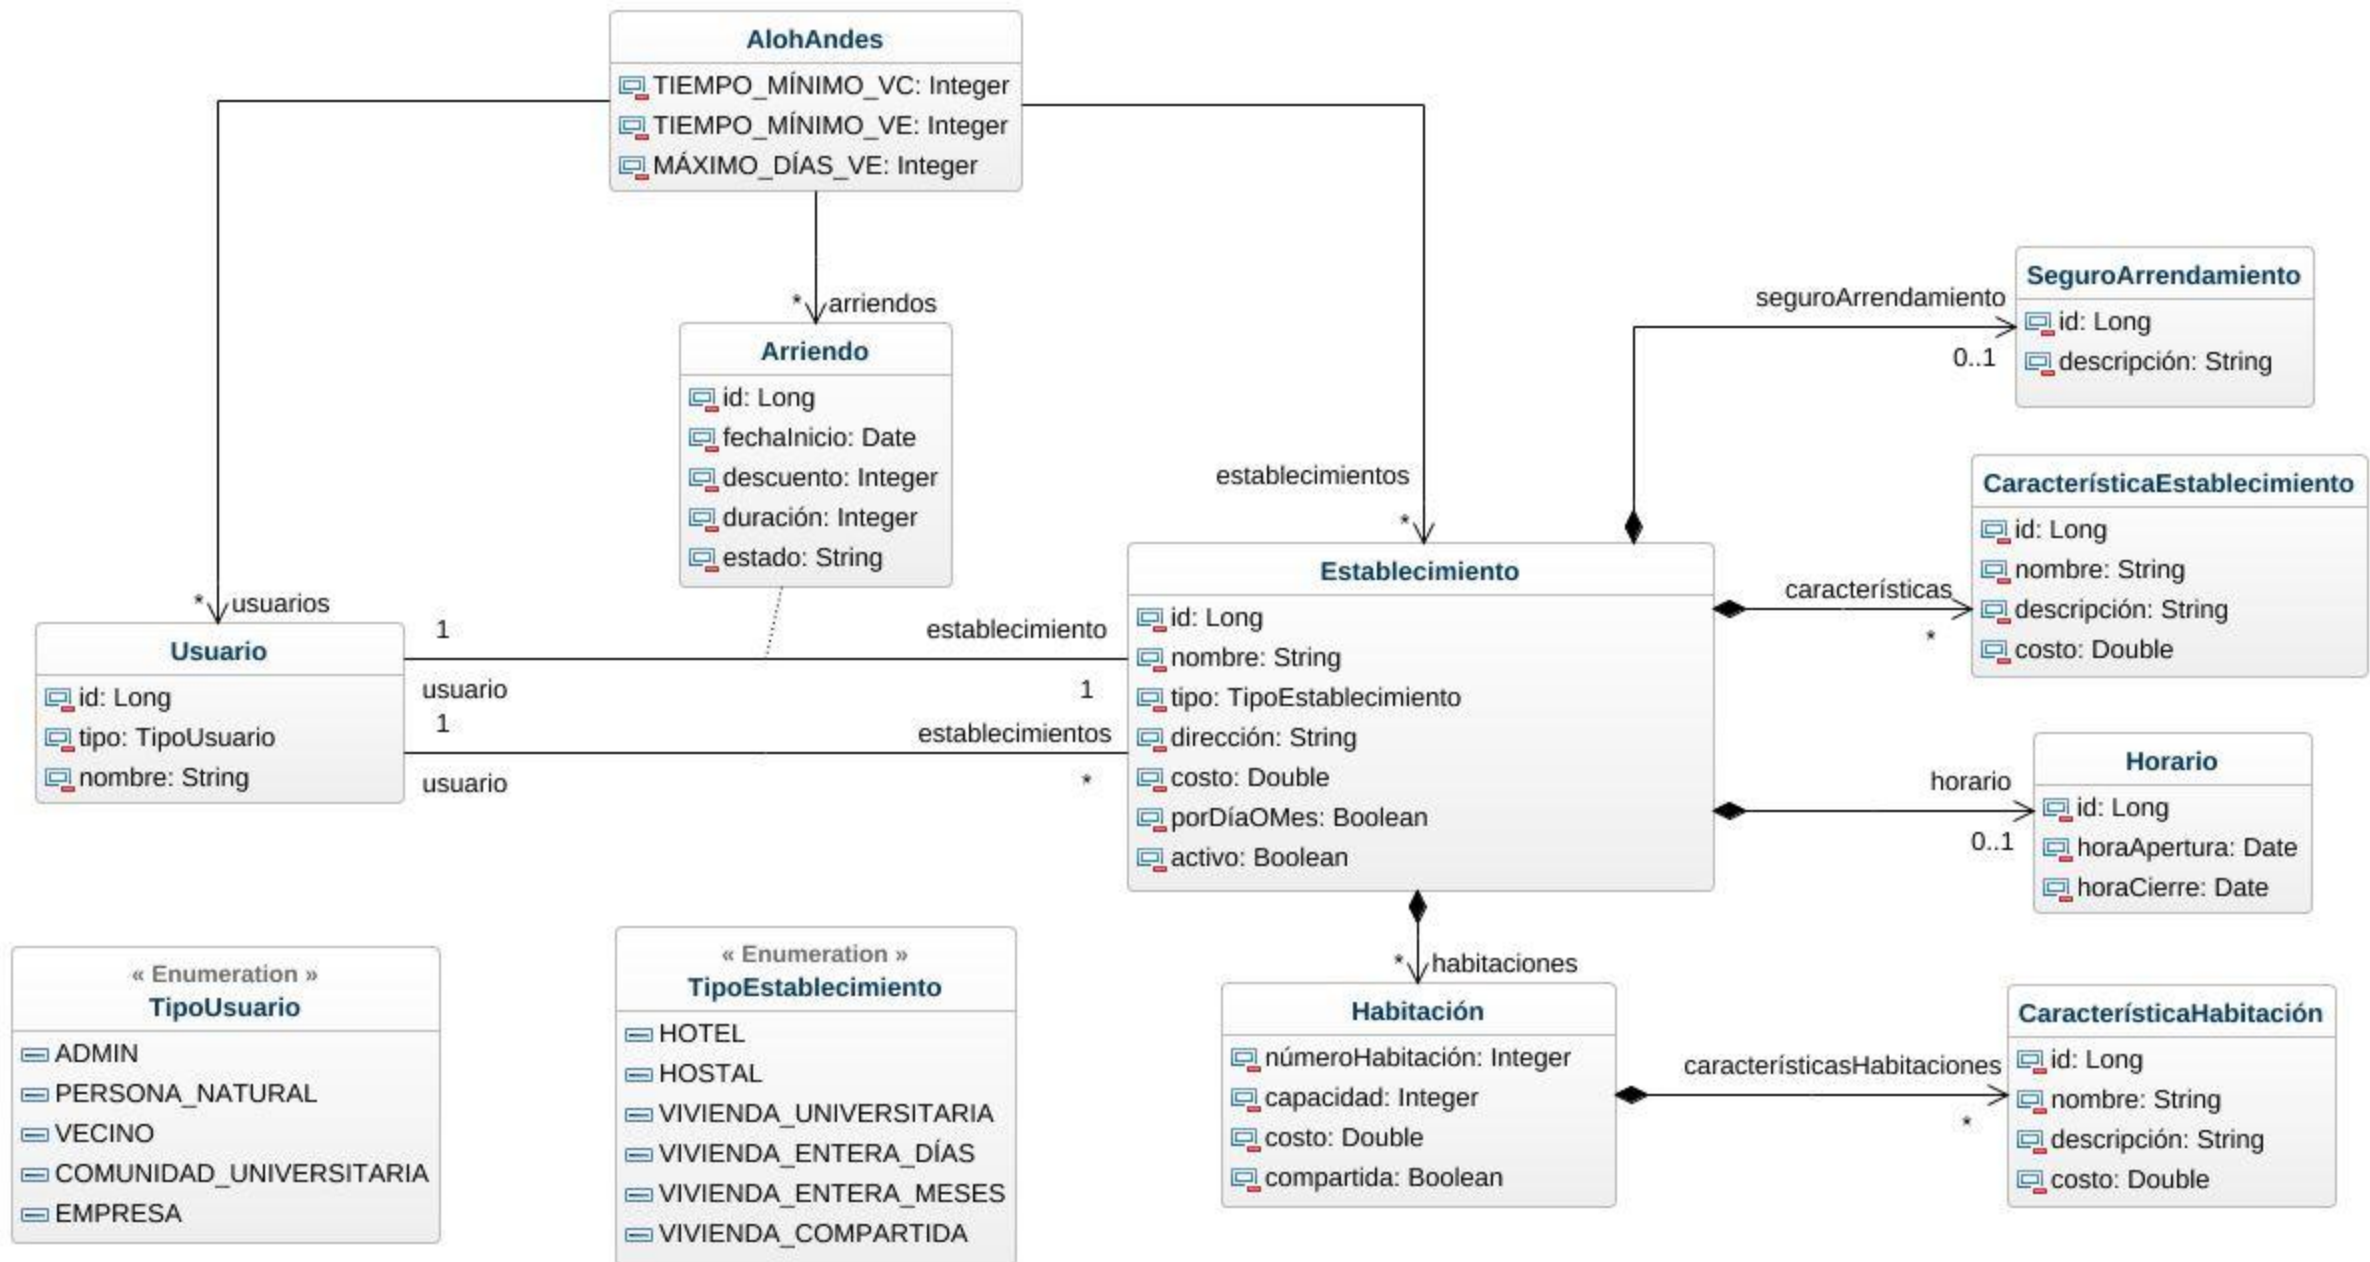 AlohAndes
TIEMPO_MÍNIMO_VC: Integer
TIEMPO_MÍNIMO_VE: Integer
MÁXIMO_DÍAS_VE: Integer
* arriendos
Arriendo
id: Long
fechaInicio: Date
descuento: Integer
duración: Integer
estado: String
* usuarios
Usuario
id: Long
tipo: TipoUsuario
nombre: String
1
usuario
establecimiento
1
1
usuario
establecimientos
*
establecimientos
*
Establecimiento
id: Long
nombre: String
tipo: TipoEstablecimiento
dirección: String
costo: Double
porDíaOMes: Boolean
activo: Boolean
seguroArrendamiento
0..1
SeguroArrendamiento
id: Long
descripción: String
características
*
CaracterísticaEstablecimiento
id: Long
nombre: String
descripción: String
costo: Double
horario
0..1
Horario
id: Long
horaApertura: Date
horaCierre: Date
* habitaciones
Habitación
númeroHabitación: Integer
capacidad: Integer
costo: Double
compartida: Boolean
característicasHabitaciones
*
CaracterísticaHabitación
id: Long
nombre: String
descripción: String
costo: Double
« Enumeration »
TipoUsuario
ADMIN
PERSONA_NATURAL
VECINO
COMUNIDAD_UNIVERSITARIA
EMPRESA
« Enumeration »
TipoEstablecimiento
HOTEL
HOSTAL
VIVIENDA_UNIVERSITARIA
VIVIENDA_ENTERA_DÍAS
VIVIENDA_ENTERA_MESES
VIVIENDA_COMPARTIDA